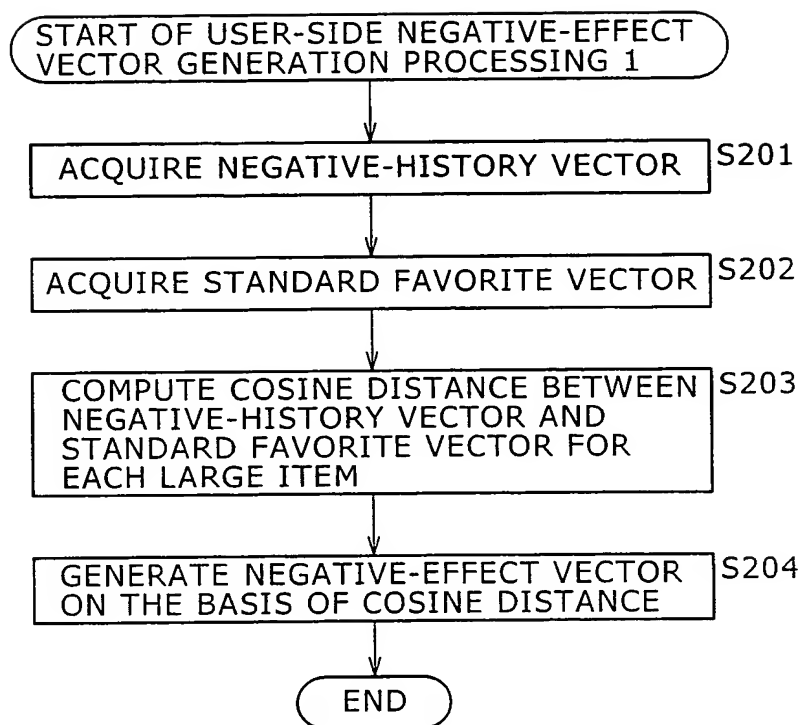 START OF USER-SIDE NEGATIVE-EFFECT
VECTOR GENERATION PROCESSING 1
ACQUIRE NEGATIVE-HISTORY VECTOR
S201
ACQUIRE STANDARD FAVORITE VECTOR
S202
COMPUTE COSINE DISTANCE BETWEEN
NEGATIVE-HISTORY VECTOR AND
STANDARD FAVORITE VECTOR FOR
EACH LARGE ITEM
S203
GENERATE NEGATIVE-EFFECT VECTOR
ON THE BASIS OF COSINE DISTANCE
S204
END